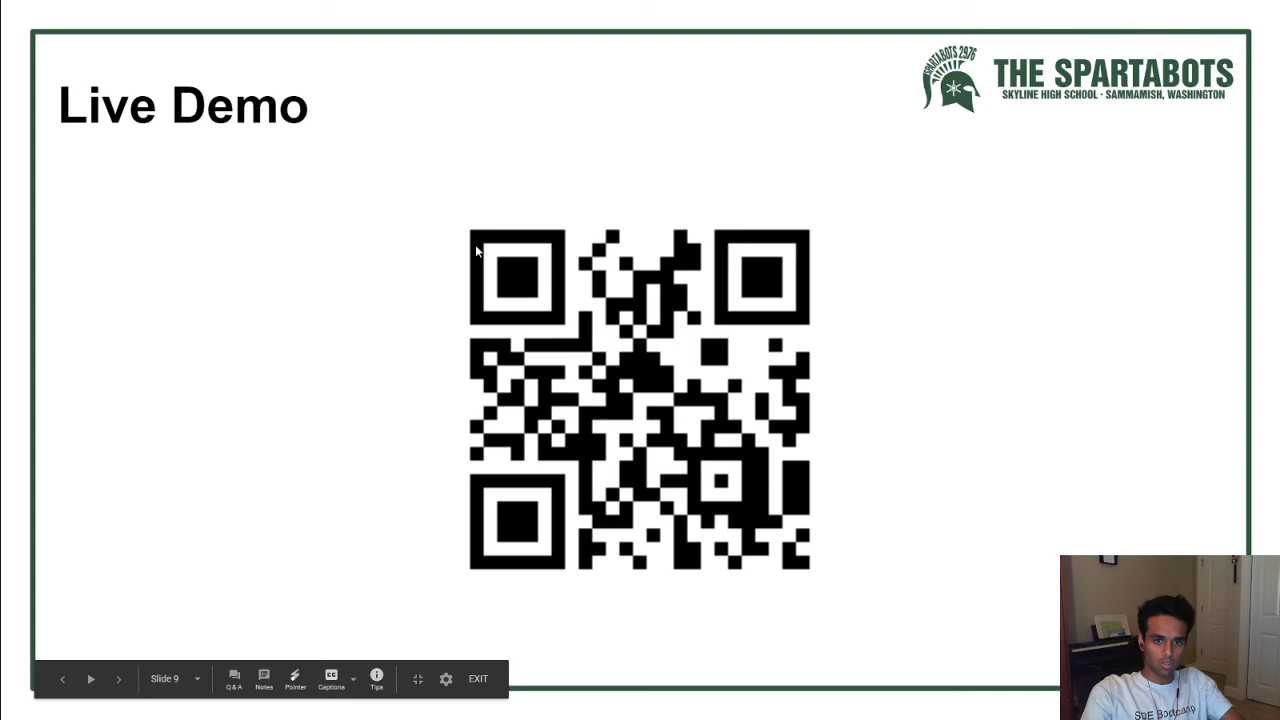 SPARTABOTS 2976
THE SPARTABOTS
SKYLINE HIGH SCHOOL · SAMMAMISH, WASHINGTON
Live Demo
Slide 9
Q & A
Notes
Pointer
CC
Captions
Tips
EXIT
Bootcamp